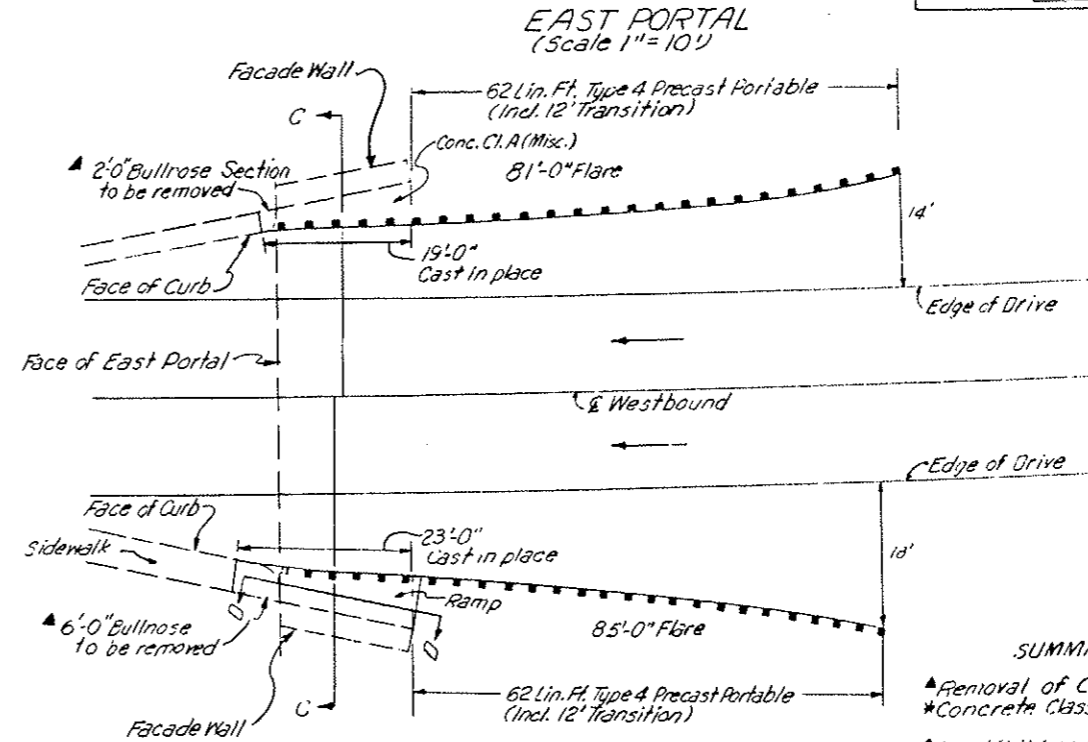 EAST PORTAL
(Scale 1"=10')
Facade Wall
62 Lin. Ft. Type 4 Precast Portable
(Incl. 12' Transition)
C
Conc. Cl. A (Misc.)
▲ 2'-0" Bullrose Section
to be removed
81'-0" Flare
14'
19'-0"
Cast in place
Face of Curb
Edge of Drive
Face of East Portal
℄ Westbound
Edge of Drive
Face of Curb
23'-0"
Cast in place
Sidewalk
18'
Ramp
D
▲ 6'-0" Bullnose
to be removed
85'-0" Flare
D
C
62 Lin. Ft. Type 4 Precast Portable
(Incl. 12' Transition)
Facade Wall
SUMM
▲Removal of C
*Concrete Class